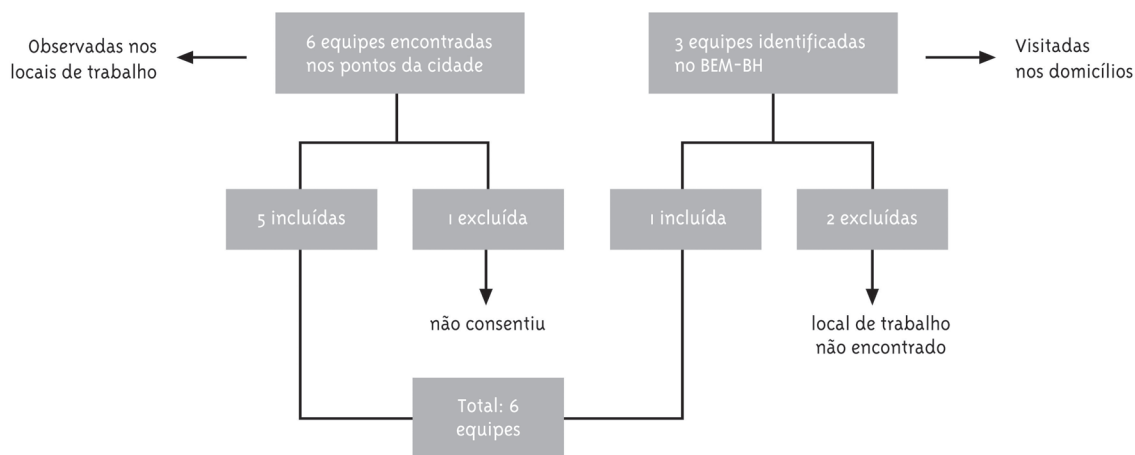 Observadas nos
locais de trabalho
6 equipes encontradas
nos pontos da cidade
3 equipes identificadas
no BEM-BH
Visitadas
nos domicílios
5 incluídas
1 excluída
1 incluída
2 excluídas
não consentiu
local de trabalho
não encontrado
Total: 6
equipes